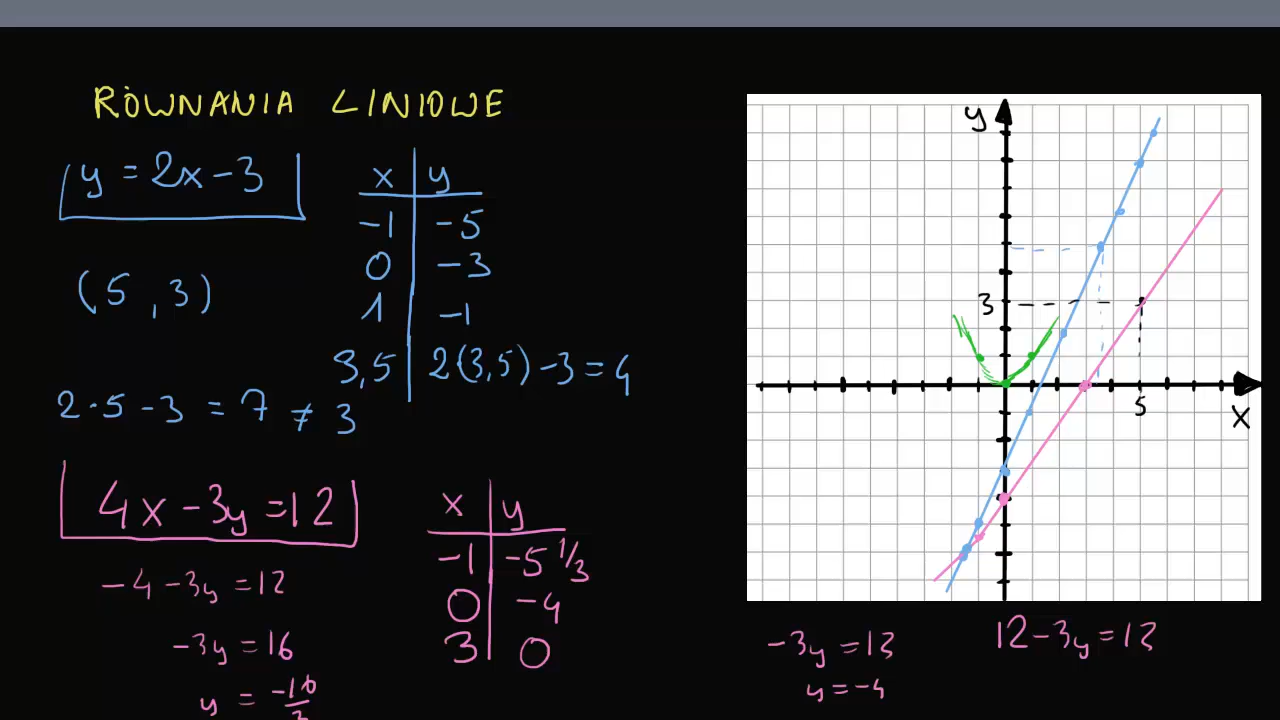 RÓWNANIA LINIOWE
y = 2x - 3
x y
-1 -5
0 -3
1 -1
3,5 2(3,5) - 3 = 4
(5, 3)
2 · 5 - 3 = 7 ≠ 3
4x - 3y = 12
-4 - 3y = 12
-3y = 16
y = -16/3
x y
-1 -5 1/3
0 -4
3 0
y
3
5
x
-3y = 12
y = -4
12 - 3y = 12